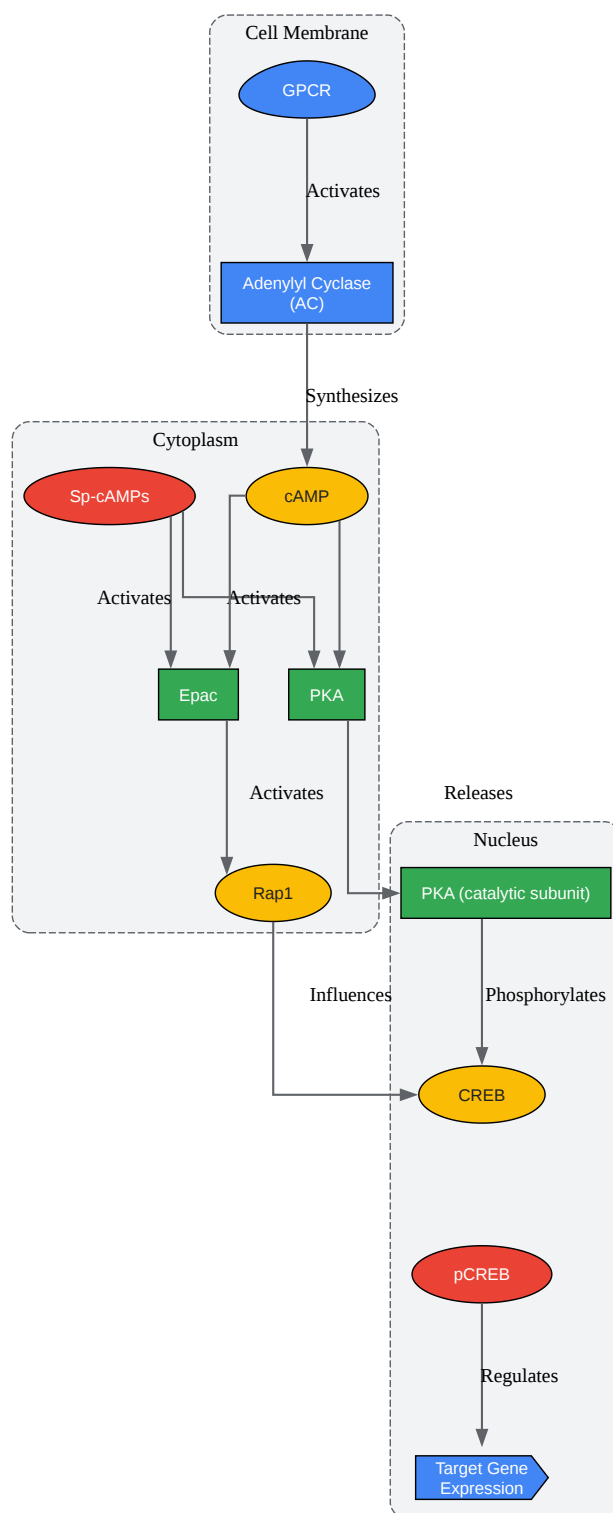 Cell Membrane
GPCR
Activates
Adenylyl Cyclase
(AC)
Synthesizes
Cytoplasm
Sp-cAMPs
cAMP
Activates
Activates
Epac
PKA
Activates
Releases
Nucleus
Rap1
PKA (catalytic subunit)
Influences
Phosphorylates
CREB
pCREB
Regulates
Target Gene
Expression